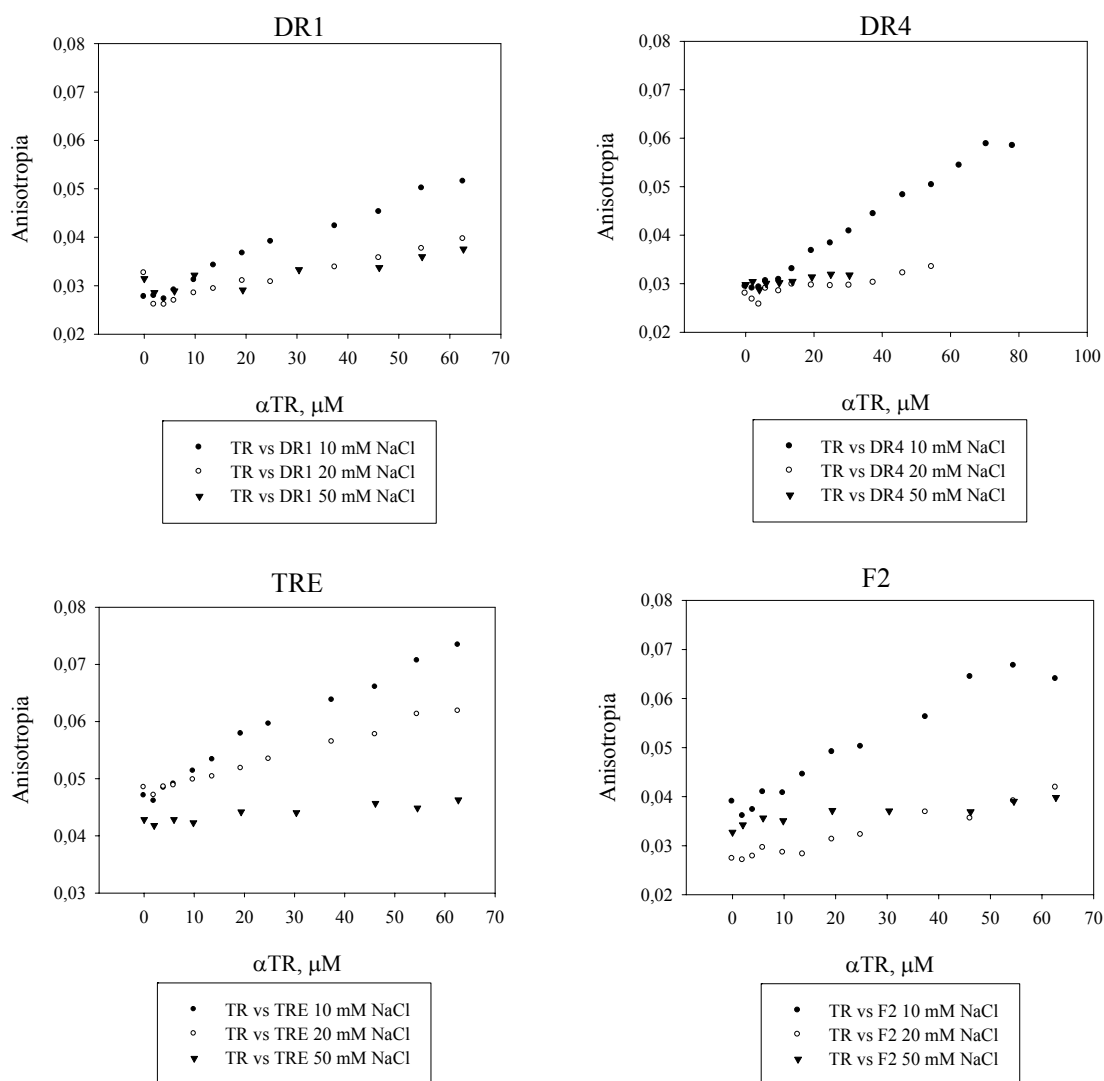 DR1
0,08
0,07
0,06
0,05
0,04
0,03
0,02
Anisotropia
0 10 20 30 40 50 60 70
αTR, μM
TR vs DR1 10 mM NaCl
TR vs DR1 20 mM NaCl
TR vs DR1 50 mM NaCl
DR4
0,08
0,07
0,06
0,05
0,04
0,03
0,02
Anisotropia
0 20 40 60 80 100
αTR, μM
TR vs DR4 10 mM NaCl
TR vs DR4 20 mM NaCl
TR vs DR4 50 mM NaCl
TRE
0,08
0,07
0,06
0,05
0,04
0,03
Anisotropia
0 10 20 30 40 50 60 70
αTR, μM
TR vs TRE 10 mM NaCl
TR vs TRE 20 mM NaCl
TR vs TRE 50 mM NaCl
F2
0,08
0,07
0,06
0,05
0,04
0,03
0,02
Anisotropia
0 10 20 30 40 50 60 70
αTR, μM
TR vs F2 10 mM NaCl
TR vs F2 20 mM NaCl
TR vs F2 50 mM NaCl